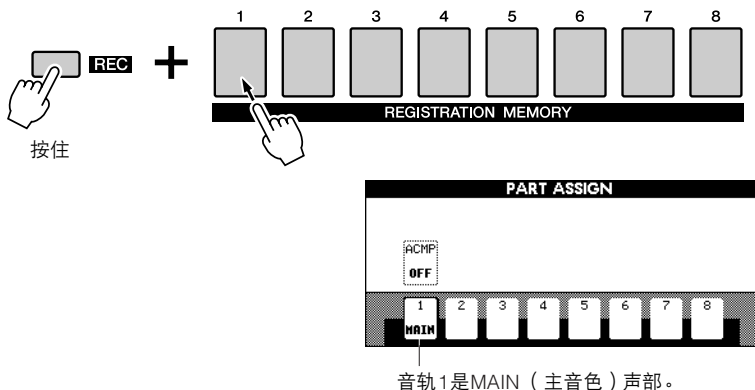 1 2 3 4 5 6 7 8
REC
REGISTRATION MEMORY
按住
PART ASSIGN
ACMP
OFF
1 2 3 4 5 6 7 8
MAIN
音轨1是MAIN（主音色）声部。